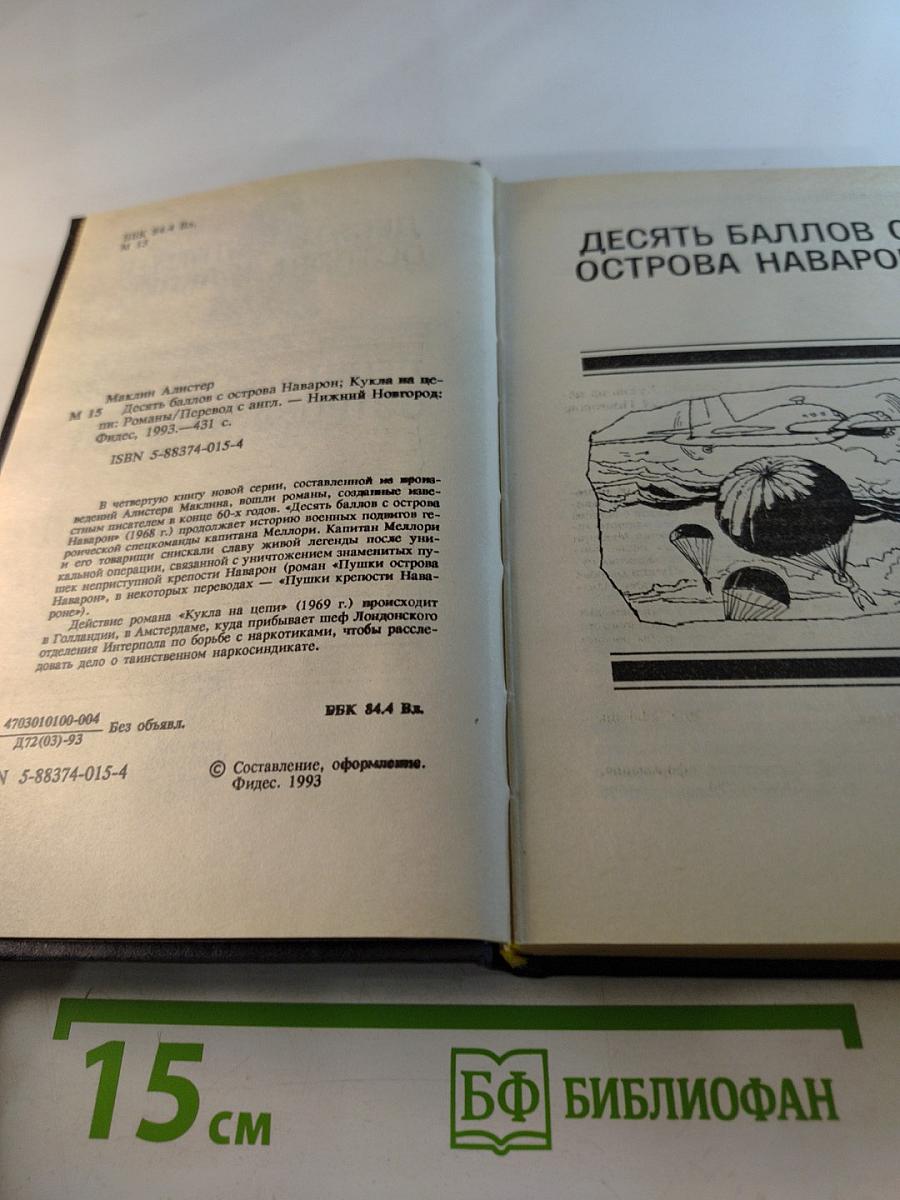 ББК 84.4 Вл.
М 15
Маклин Алистер
М 15 Десять баллов с острова Наварон; Кукла на це-
пи: Романы/Перевод с англ. — Нижний Новгород:
Фидес, 1993.—431 с.
ISBN 5-88374-015-4
В четвертую книгу новой серии, составленной из произ-
ведений Алистера Маклина, вошли романы, созданные изве-
стным писателем в конце 60-х годов. «Десять баллов с острова
Наварон» (1968 г.) продолжает историю военных подвигов ге-
роической спецкоманды капитана Меллори. Капитан Меллори
и его товарищи снискали славу живой легенды после уни-
кальной операции, связанной с уничтожением знаменитых пу-
шек неприступной крепости Наварон (роман «Пушки острова
Наварон», в некоторых переводах — «Пушки крепости Нава-
роне»).
Действие романа «Кукла на цепи» (1969 г.) происходит
в Голландии, в Амстердаме, куда прибывает шеф Лондонского
отделения Интерпола по борьбе с наркотиками, чтобы рассле-
довать дело о таинственном наркосиндикате.
4703010100-004
Д72(03)-93
Без объявл.
ББК 84.4 Вл.
N 5-88374-015-4
© Составление, оформление.
Фидес. 1993
ДЕСЯТЬ БАЛЛОВ С
ОСТРОВА НАВАРОН
15 см
БФ БИБЛИОФАН